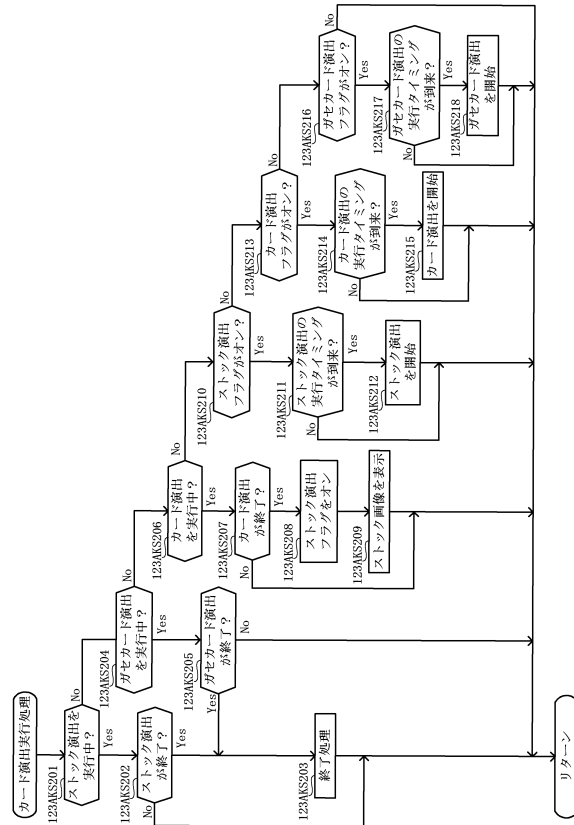 カード演出実行処理
123AKS201
ストック演出を
実行中？
No
Yes
123AKS202
ストック演出
が終了？
No
Yes
123AKS203
終了処理
リターン
123AKS204
ガセカード演出
を実行中？
No
Yes
123AKS205
ガセカード演出
が終了？
Yes
No
123AKS206
カード演出
を実行中？
No
Yes
123AKS207
カード演出
が終了？
No
Yes
123AKS208
ストック演出
フラグをオン
123AKS209
ストック画像を表示
123AKS210
ストック演出
フラグがオン？
No
Yes
123AKS211
ストック演出の
実行タイミング
が到来？
No
Yes
123AKS212
ストック演出
を開始
123AKS213
カード演出
フラグがオン？
No
Yes
123AKS214
カード演出の
実行タイミング
が到来？
No
Yes
123AKS215
カード演出を開始
123AKS216
ガセカード演出
フラグがオン？
No
Yes
123AKS217
ガセカード演出の
実行タイミング
が到来？
No
Yes
123AKS218
ガセカード演出
を開始